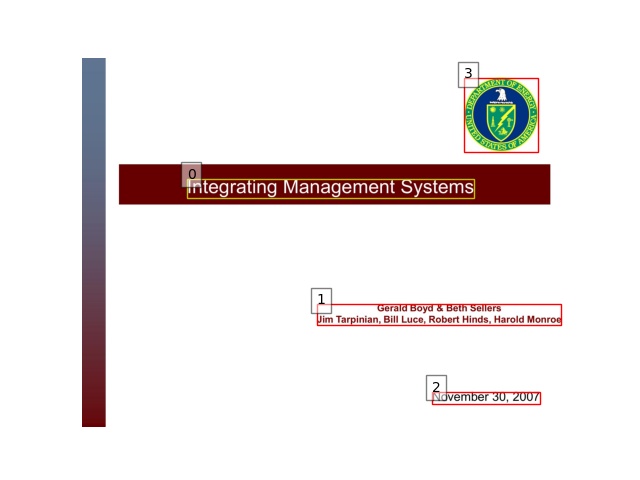 3
DEPARTMENT OF ENERGY
UNITED STATES OF AMERICA
0
Integrating Management Systems
1
Gerald Boyd & Beth Sellers
Jim Tarpinian, Bill Luce, Robert Hinds, Harold Monroe
2
November 30, 2007